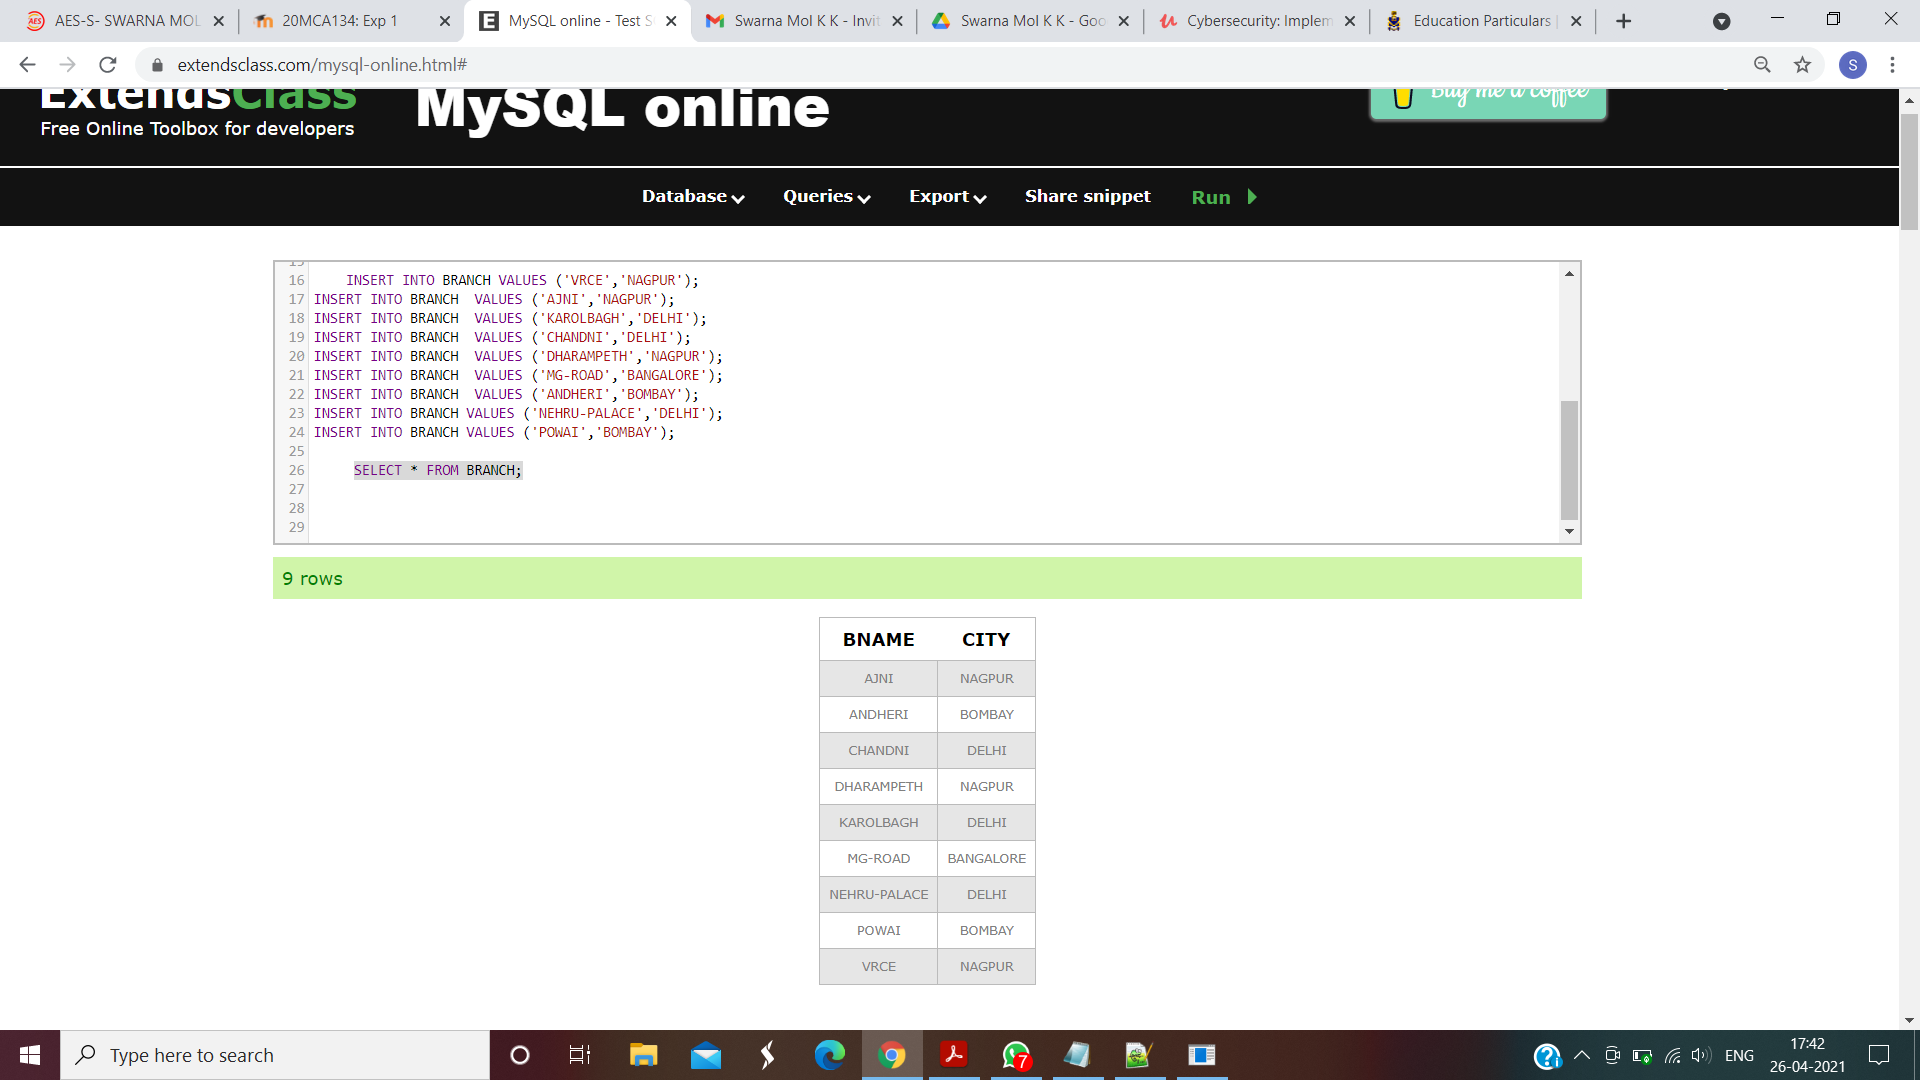 AES-S- SWARNA MOL
20MCA134: Exp 1
MySQL online - Test S
Swarna Mol K K - Invit
Swarna Mol K K - Goo
Cybersecurity: Implem
Education Particulars |
extendsclass.com/mysql-online.html#
S
ExtendsClass
Free Online Toolbox for developers
MySQL online
Buy me a coffee
Database
Queries
Export
Share snippet
Run
15
16 INSERT INTO BRANCH VALUES ('VRCE','NAGPUR');
17 INSERT INTO BRANCH  VALUES ('AJNI','NAGPUR');
18 INSERT INTO BRANCH  VALUES ('KAROLBAGH','DELHI');
19 INSERT INTO BRANCH  VALUES ('CHANDNI','DELHI');
20 INSERT INTO BRANCH  VALUES ('DHARAMPETH','NAGPUR');
21 INSERT INTO BRANCH  VALUES ('MG-ROAD','BANGALORE');
22 INSERT INTO BRANCH  VALUES ('ANDHERI','BOMBAY');
23 INSERT INTO BRANCH VALUES ('NEHRU-PALACE','DELHI');
24 INSERT INTO BRANCH VALUES ('POWAI','BOMBAY');
25
26 SELECT * FROM BRANCH;
27
28
29
9 rows
BNAME CITY
AJNI NAGPUR
ANDHERI BOMBAY
CHANDNI DELHI
DHARAMPETH NAGPUR
KAROLBAGH DELHI
MG-ROAD BANGALORE
NEHRU-PALACE DELHI
POWAI BOMBAY
VRCE NAGPUR
Type here to search
7
ENG
17:42
26-04-2021